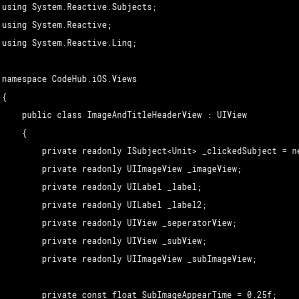 using System.Reactive.Subjects;
using System.Reactive;
using System.Reactive.Linq;
namespace CodeHub.iOS.Views
{
public class ImageAndTitleHeaderView : UIView
{
private readonly ISubject<Unit> _clickedSubject = ne
private readonly UIImageView _imageView;
private readonly UILabel _label;
private readonly UILabel _label2;
private readonly UIView _seperatorView;
private readonly UIView _subView;
private readonly UIImageView _subImageView;
private const float SubImageAppearTime = 0.25f;